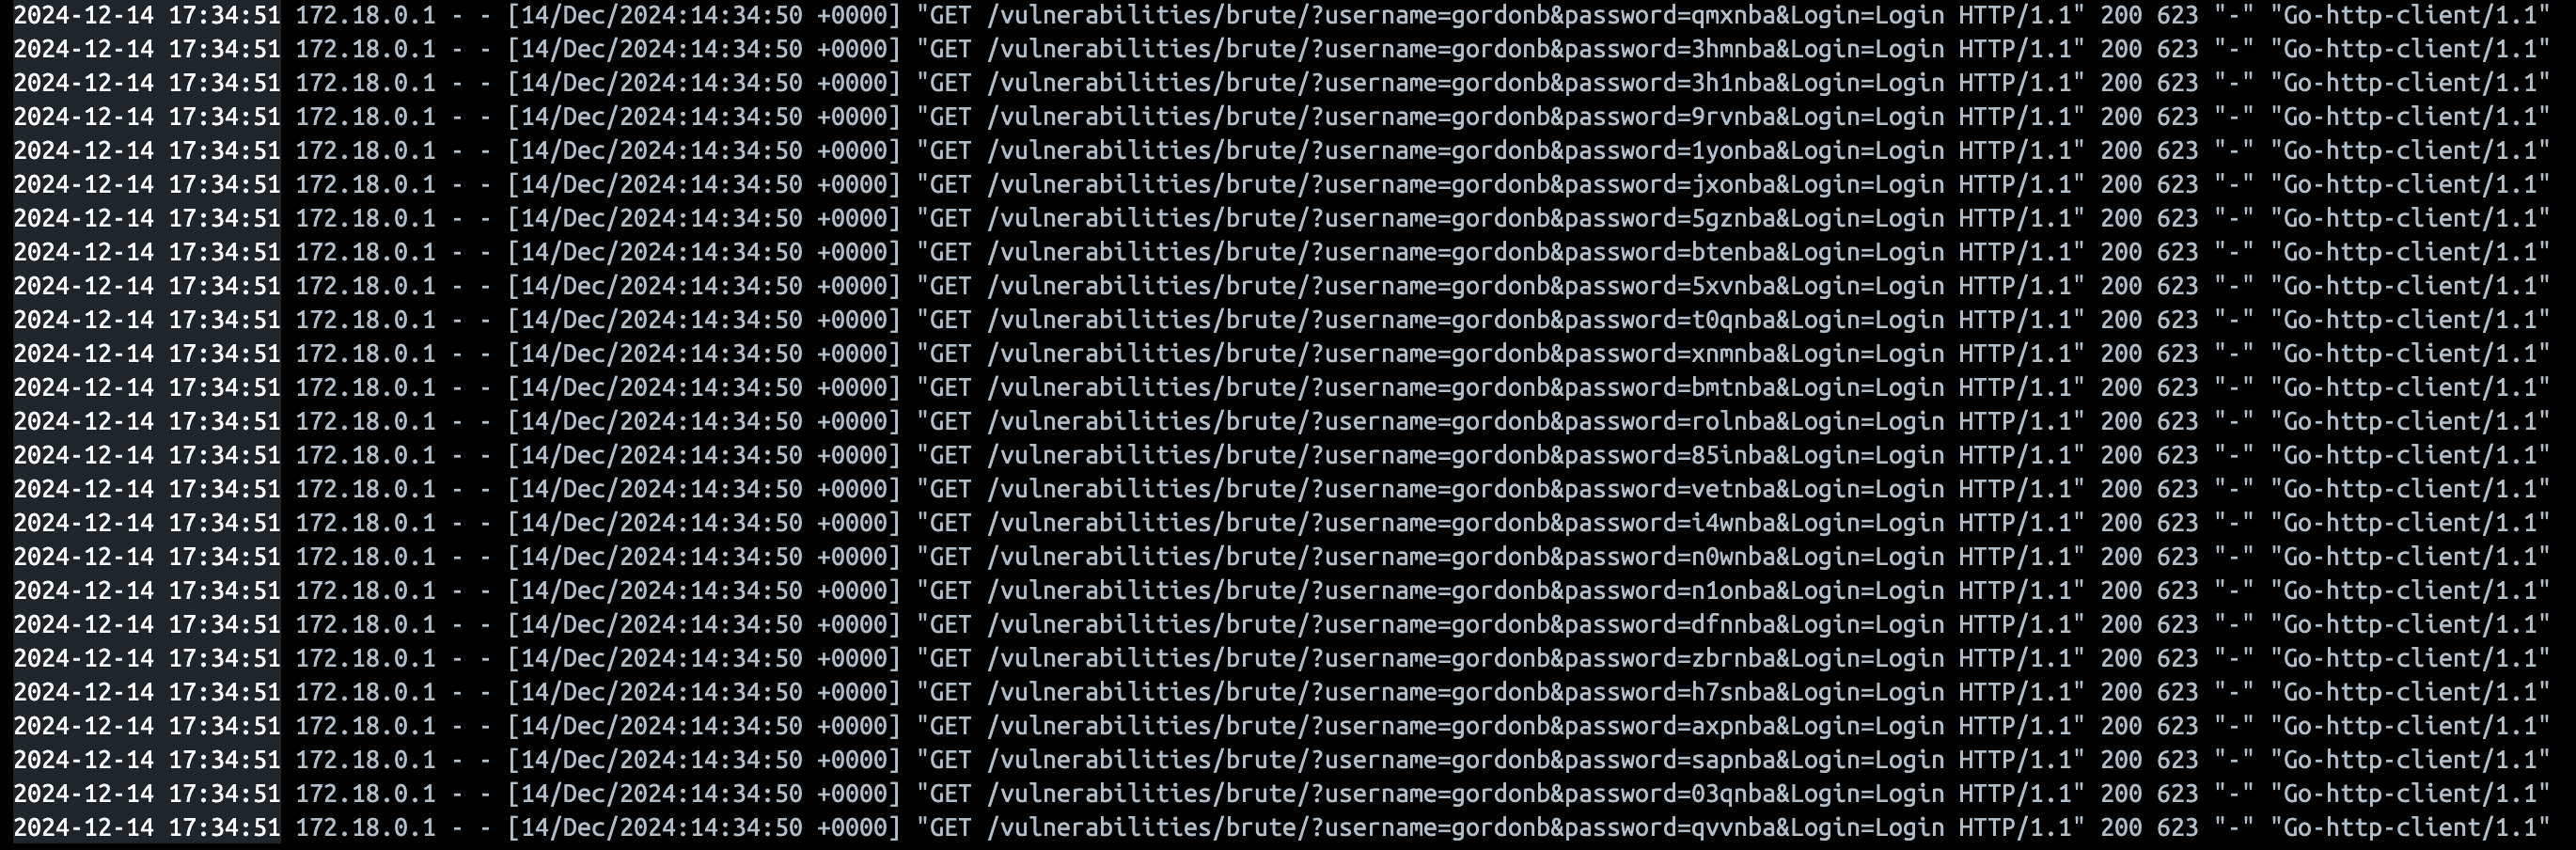 2024-12-14 17:34:51 172.18.0.1 - - [14/Dec/2024:14:34:50 +0000] "GET /vulnerabilities/brute/?username=gordonb&password=qmxnba&Login=Login HTTP/1.1" 200 623 "-" "Go-http-client/1.1"
2024-12-14 17:34:51 172.18.0.1 - - [14/Dec/2024:14:34:50 +0000] "GET /vulnerabilities/brute/?username=gordonb&password=3hmnba&Login=Login HTTP/1.1" 200 623 "-" "Go-http-client/1.1"
2024-12-14 17:34:51 172.18.0.1 - - [14/Dec/2024:14:34:50 +0000] "GET /vulnerabilities/brute/?username=gordonb&password=3h1nba&Login=Login HTTP/1.1" 200 623 "-" "Go-http-client/1.1"
2024-12-14 17:34:51 172.18.0.1 - - [14/Dec/2024:14:34:50 +0000] "GET /vulnerabilities/brute/?username=gordonb&password=9rvnba&Login=Login HTTP/1.1" 200 623 "-" "Go-http-client/1.1"
2024-12-14 17:34:51 172.18.0.1 - - [14/Dec/2024:14:34:50 +0000] "GET /vulnerabilities/brute/?username=gordonb&password=1yonba&Login=Login HTTP/1.1" 200 623 "-" "Go-http-client/1.1"
2024-12-14 17:34:51 172.18.0.1 - - [14/Dec/2024:14:34:50 +0000] "GET /vulnerabilities/brute/?username=gordonb&password=jxonba&Login=Login HTTP/1.1" 200 623 "-" "Go-http-client/1.1"
2024-12-14 17:34:51 172.18.0.1 - - [14/Dec/2024:14:34:50 +0000] "GET /vulnerabilities/brute/?username=gordonb&password=5gznba&Login=Login HTTP/1.1" 200 623 "-" "Go-http-client/1.1"
2024-12-14 17:34:51 172.18.0.1 - - [14/Dec/2024:14:34:50 +0000] "GET /vulnerabilities/brute/?username=gordonb&password=btenba&Login=Login HTTP/1.1" 200 623 "-" "Go-http-client/1.1"
2024-12-14 17:34:51 172.18.0.1 - - [14/Dec/2024:14:34:50 +0000] "GET /vulnerabilities/brute/?username=gordonb&password=5xvnba&Login=Login HTTP/1.1" 200 623 "-" "Go-http-client/1.1"
2024-12-14 17:34:51 172.18.0.1 - - [14/Dec/2024:14:34:50 +0000] "GET /vulnerabilities/brute/?username=gordonb&password=t0qnba&Login=Login HTTP/1.1" 200 623 "-" "Go-http-client/1.1"
2024-12-14 17:34:51 172.18.0.1 - - [14/Dec/2024:14:34:50 +0000] "GET /vulnerabilities/brute/?username=gordonb&password=xnmnba&Login=Login HTTP/1.1" 200 623 "-" "Go-http-client/1.1"
2024-12-14 17:34:51 172.18.0.1 - - [14/Dec/2024:14:34:50 +0000] "GET /vulnerabilities/brute/?username=gordonb&password=bmtnba&Login=Login HTTP/1.1" 200 623 "-" "Go-http-client/1.1"
2024-12-14 17:34:51 172.18.0.1 - - [14/Dec/2024:14:34:50 +0000] "GET /vulnerabilities/brute/?username=gordonb&password=rolnba&Login=Login HTTP/1.1" 200 623 "-" "Go-http-client/1.1"
2024-12-14 17:34:51 172.18.0.1 - - [14/Dec/2024:14:34:50 +0000] "GET /vulnerabilities/brute/?username=gordonb&password=85inba&Login=Login HTTP/1.1" 200 623 "-" "Go-http-client/1.1"
2024-12-14 17:34:51 172.18.0.1 - - [14/Dec/2024:14:34:50 +0000] "GET /vulnerabilities/brute/?username=gordonb&password=vetnba&Login=Login HTTP/1.1" 200 623 "-" "Go-http-client/1.1"
2024-12-14 17:34:51 172.18.0.1 - - [14/Dec/2024:14:34:50 +0000] "GET /vulnerabilities/brute/?username=gordonb&password=i4wnba&Login=Login HTTP/1.1" 200 623 "-" "Go-http-client/1.1"
2024-12-14 17:34:51 172.18.0.1 - - [14/Dec/2024:14:34:50 +0000] "GET /vulnerabilities/brute/?username=gordonb&password=n0wnba&Login=Login HTTP/1.1" 200 623 "-" "Go-http-client/1.1"
2024-12-14 17:34:51 172.18.0.1 - - [14/Dec/2024:14:34:50 +0000] "GET /vulnerabilities/brute/?username=gordonb&password=n1onba&Login=Login HTTP/1.1" 200 623 "-" "Go-http-client/1.1"
2024-12-14 17:34:51 172.18.0.1 - - [14/Dec/2024:14:34:50 +0000] "GET /vulnerabilities/brute/?username=gordonb&password=dfnnba&Login=Login HTTP/1.1" 200 623 "-" "Go-http-client/1.1"
2024-12-14 17:34:51 172.18.0.1 - - [14/Dec/2024:14:34:50 +0000] "GET /vulnerabilities/brute/?username=gordonb&password=zbrnba&Login=Login HTTP/1.1" 200 623 "-" "Go-http-client/1.1"
2024-12-14 17:34:51 172.18.0.1 - - [14/Dec/2024:14:34:50 +0000] "GET /vulnerabilities/brute/?username=gordonb&password=h7snba&Login=Login HTTP/1.1" 200 623 "-" "Go-http-client/1.1"
2024-12-14 17:34:51 172.18.0.1 - - [14/Dec/2024:14:34:50 +0000] "GET /vulnerabilities/brute/?username=gordonb&password=axpnba&Login=Login HTTP/1.1" 200 623 "-" "Go-http-client/1.1"
2024-12-14 17:34:51 172.18.0.1 - - [14/Dec/2024:14:34:50 +0000] "GET /vulnerabilities/brute/?username=gordonb&password=sapnba&Login=Login HTTP/1.1" 200 623 "-" "Go-http-client/1.1"
2024-12-14 17:34:51 172.18.0.1 - - [14/Dec/2024:14:34:50 +0000] "GET /vulnerabilities/brute/?username=gordonb&password=03qnba&Login=Login HTTP/1.1" 200 623 "-" "Go-http-client/1.1"
2024-12-14 17:34:51 172.18.0.1 - - [14/Dec/2024:14:34:50 +0000] "GET /vulnerabilities/brute/?username=gordonb&password=qvvnba&Login=Login HTTP/1.1" 200 623 "-" "Go-http-client/1.1"